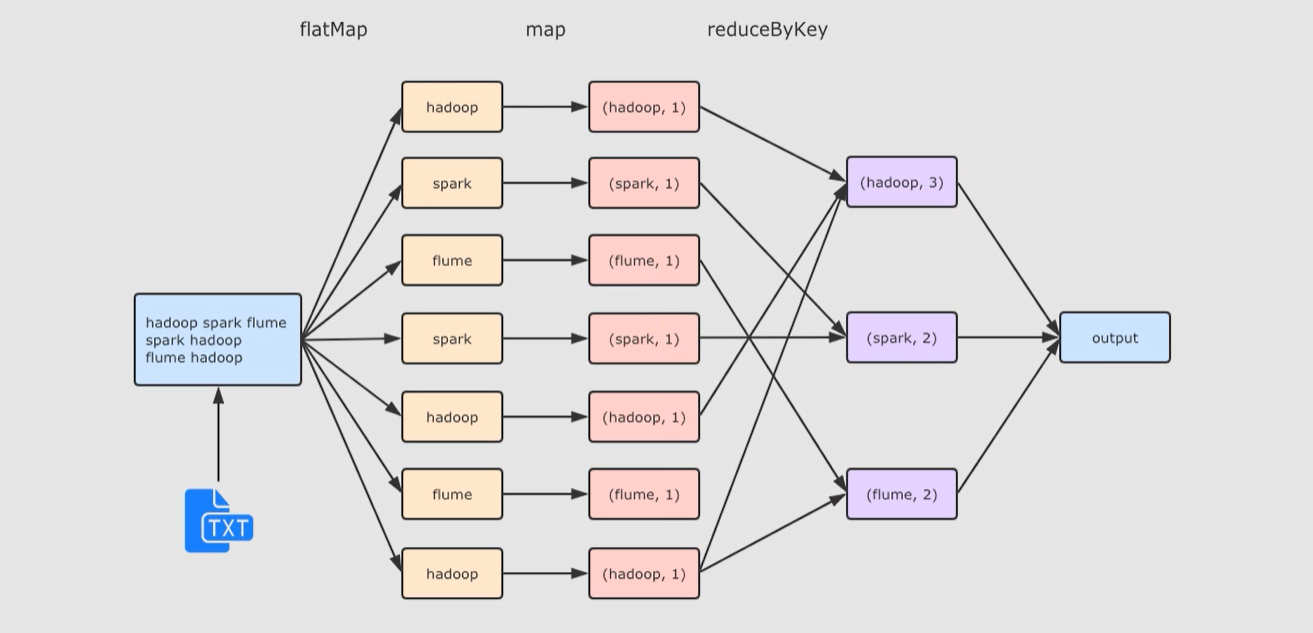 flatMap
map
reduceByKey
hadoop
(hadoop, 1)
(hadoop, 3)
spark
(spark, 1)
flume
(flume, 1)
hadoop spark flume
spark hadoop
flume hadoop
spark
(spark, 1)
(spark, 2)
output
hadoop
(hadoop, 1)
flume
(flume, 1)
(flume, 2)
TXT
hadoop
(hadoop, 1)